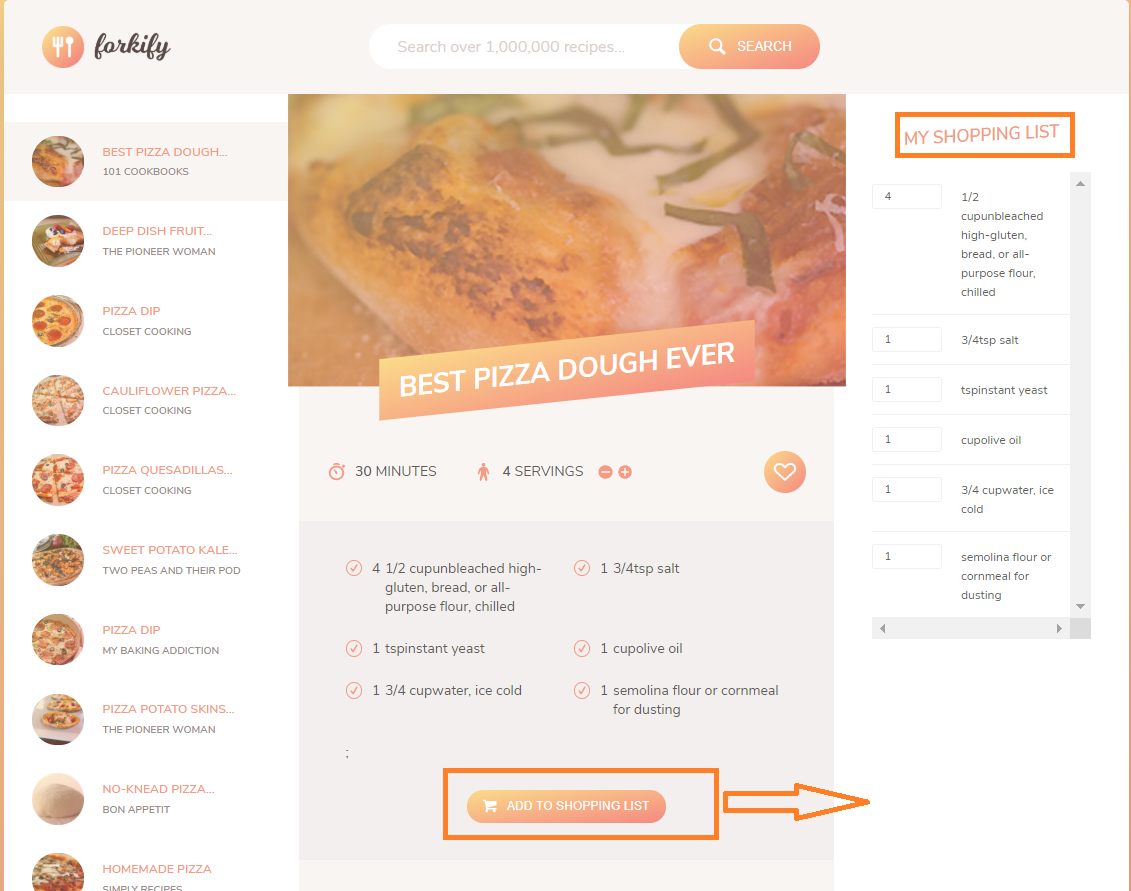 forkify
Search over 1,000,000 recipes...
SEARCH
BEST PIZZA DOUGH...
101 COOKBOOKS
DEEP DISH FRUIT...
THE PIONEER WOMAN
PIZZA DIP
CLOSET COOKING
CAULIFLOWER PIZZA...
CLOSET COOKING
PIZZA QUESADILLAS...
CLOSET COOKING
SWEET POTATO KALE...
TWO PEAS AND THEIR POD
PIZZA DIP
MY BAKING ADDICTION
PIZZA POTATO SKINS...
THE PIONEER WOMAN
NO-KNEAD PIZZA...
BON APPETIT
HOMEMADE PIZZA
SIMPLY RECIPES
BEST PIZZA DOUGH EVER
30 MINUTES
4 SERVINGS
4 1/2 cupunbleached high-
gluten, bread, or all-
purpose flour, chilled
1 3/4tsp salt
1 tspinstant yeast
1 cupolive oil
1 3/4 cupwater, ice cold
1 semolina flour or cornmeal
for dusting
;
ADD TO SHOPPING LIST
MY SHOPPING LIST
4 1/2
cupunbleached
high-gluten,
bread, or all-
purpose flour,
chilled
1 3/4tsp salt
1 tspinstant yeast
1 cupolive oil
1 3/4 cupwater, ice
cold
1 semolina flour or
cornmeal for
dusting